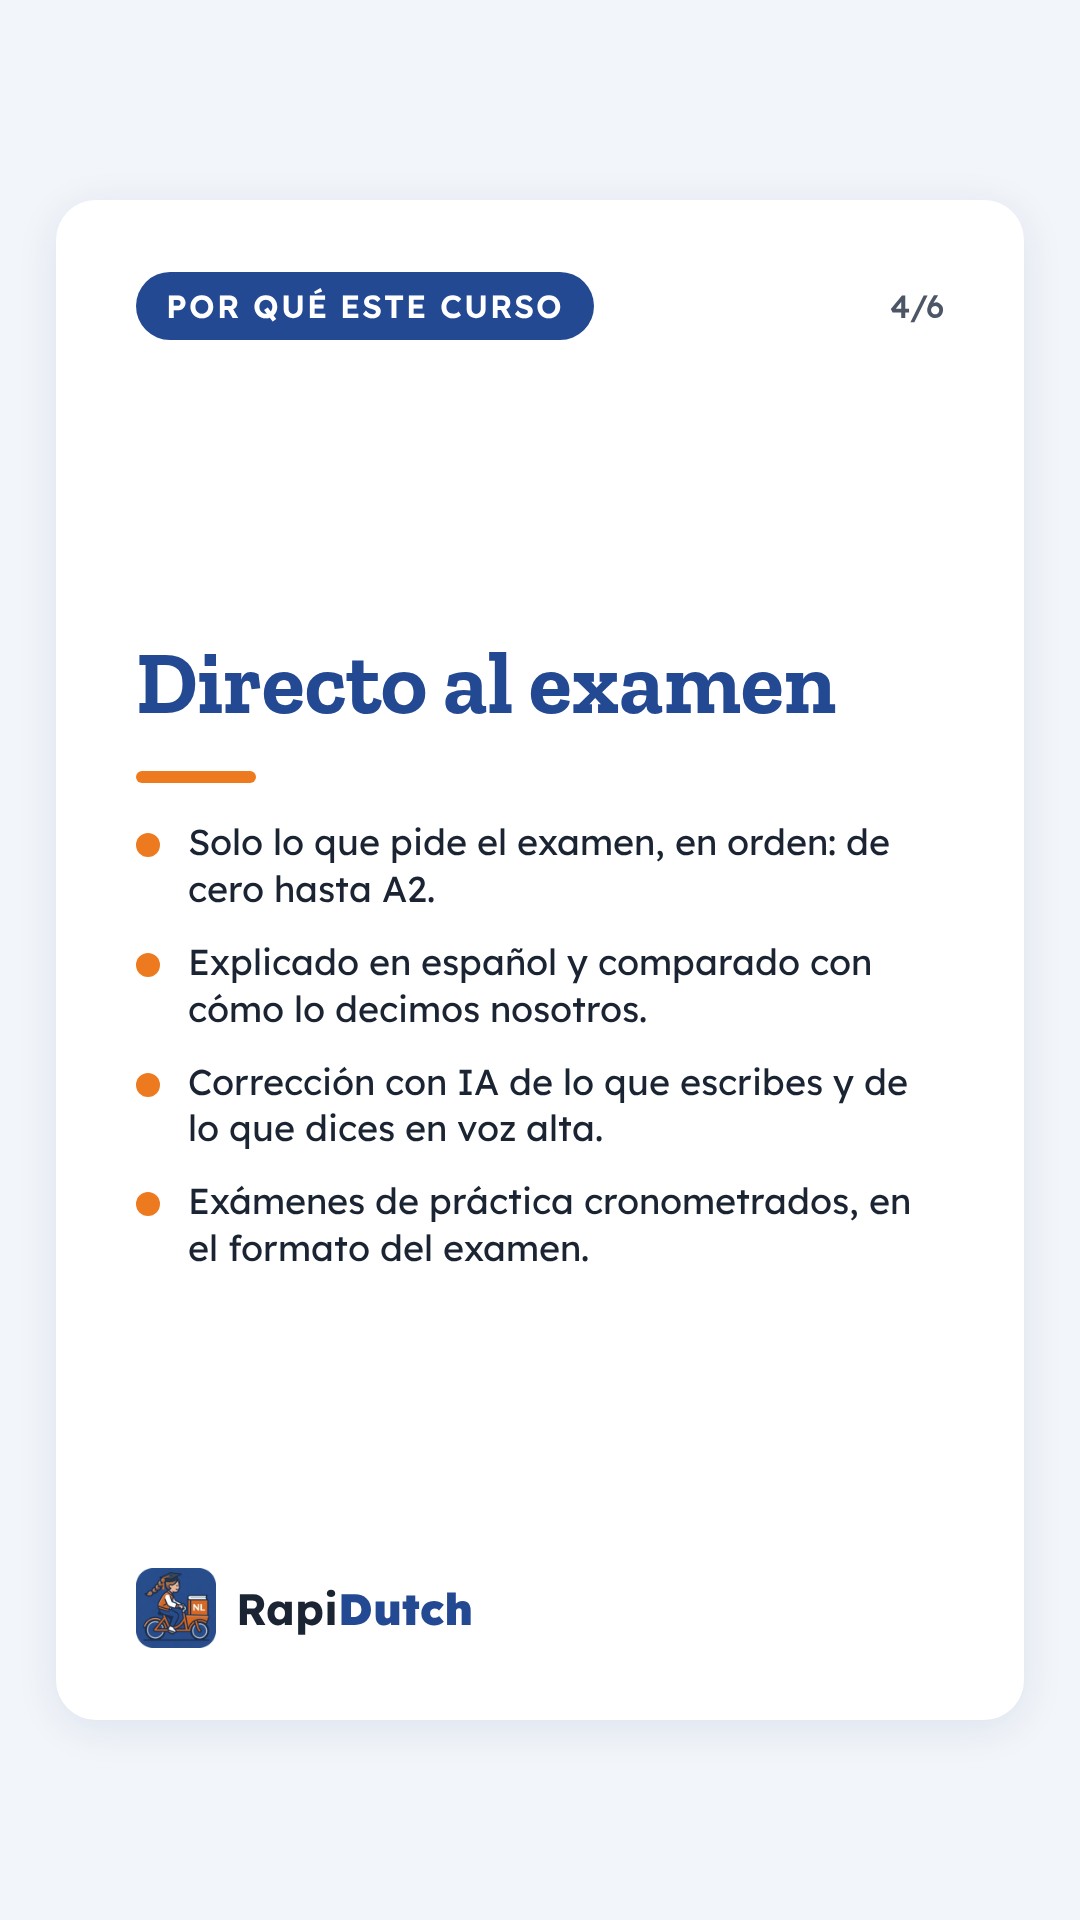 POR QUÉ ESTE CURSO
4/6
Directo al examen
Solo lo que pide el examen, en orden: de
cero hasta A2.
Explicado en español y comparado con
cómo lo decimos nosotros.
Corrección con IA de lo que escribes y de
lo que dices en voz alta.
Exámenes de práctica cronometrados, en
el formato del examen.
NL
RapiDutch